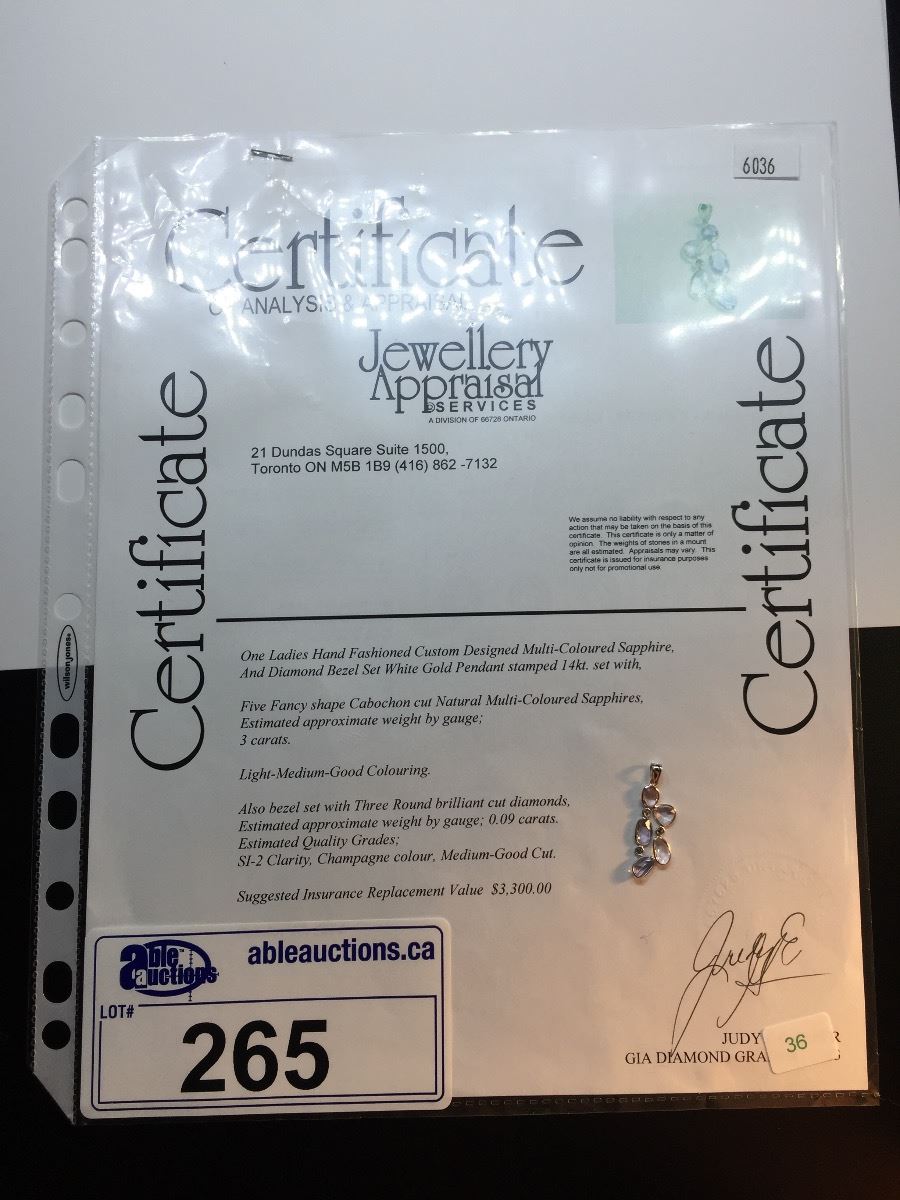 6036
Certificate
ANALYSIS & APPRAISAL
Jewellery
Appraisal
SERVICES
A DIVISION OF 66728 ONTARIO
Certificate
Certificate
21 Dundas Square Suite 1500,
Toronto ON M5B 1B9 (416) 862 -7132
We assume no liability with respect to any
action that may be taken on the basis of this
certificate. This certificate is only a matter of
opinion. The weights of stones in a mount
are all estimated. Appraisals may vary. This
certificate is issued for insurance purposes
only not for promotional use.
wilson jones®
One Ladies Hand Fashioned Custom Designed Multi-Coloured Sapphire,
And Diamond Bezel Set White Gold Pendant stamped 14kt. set with,
Five Fancy shape Cabochon cut Natural Multi-Coloured Sapphires,
Estimated approximate weight by gauge;
3 carats.
Light-Medium-Good Colouring.
Also bezel set with Three Round brilliant cut diamonds,
Estimated approximate weight by gauge; 0.09 carats.
Estimated Quality Grades;
SI-2 Clarity, Champagne colour, Medium-Good Cut.
Suggested Insurance Replacement Value $3,300.00
able™
auctions
ableauctions.ca
LOT#
265
JUDY
36
GIA DIAMOND